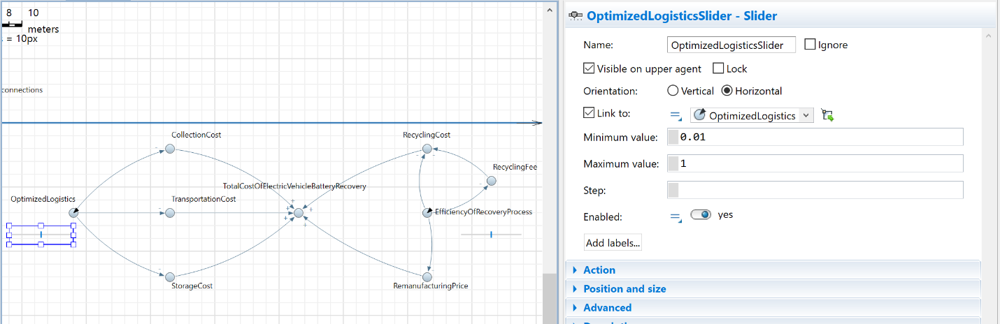 8 10
meters
= 10px
connections
CollectionCost
RecyclingCost
RecyclingFee
TotalCostOfElectricVehicleBatteryRecovery
OptimizedLogistics
TransportationCost
EfficiencyOfRecoveryProcess
StorageCost
RemanufacturingPrice
OptimizedLogisticsSlider - Slider
Name: OptimizedLogisticsSlider Ignore
Visible on upper agent Lock
Orientation: Vertical Horizontal
Link to: OptimizedLogistics
Minimum value: 0.01
Maximum value: 1
Step:
Enabled: yes
Add labels...
Action
Position and size
Advanced